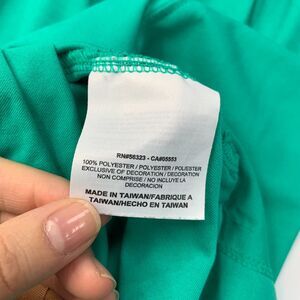 RN#56323 - CA#05553
100% POLYESTER / POLYESTER / POLIESTER
EXCLUSIVE OF DECORATION / DECORATION
NON COMPRISE / NO INCLUYE LA
DECORACION
MADE IN TAIWAN/FABRIQUE A
TAIWAN/HECHO EN TAIWAN